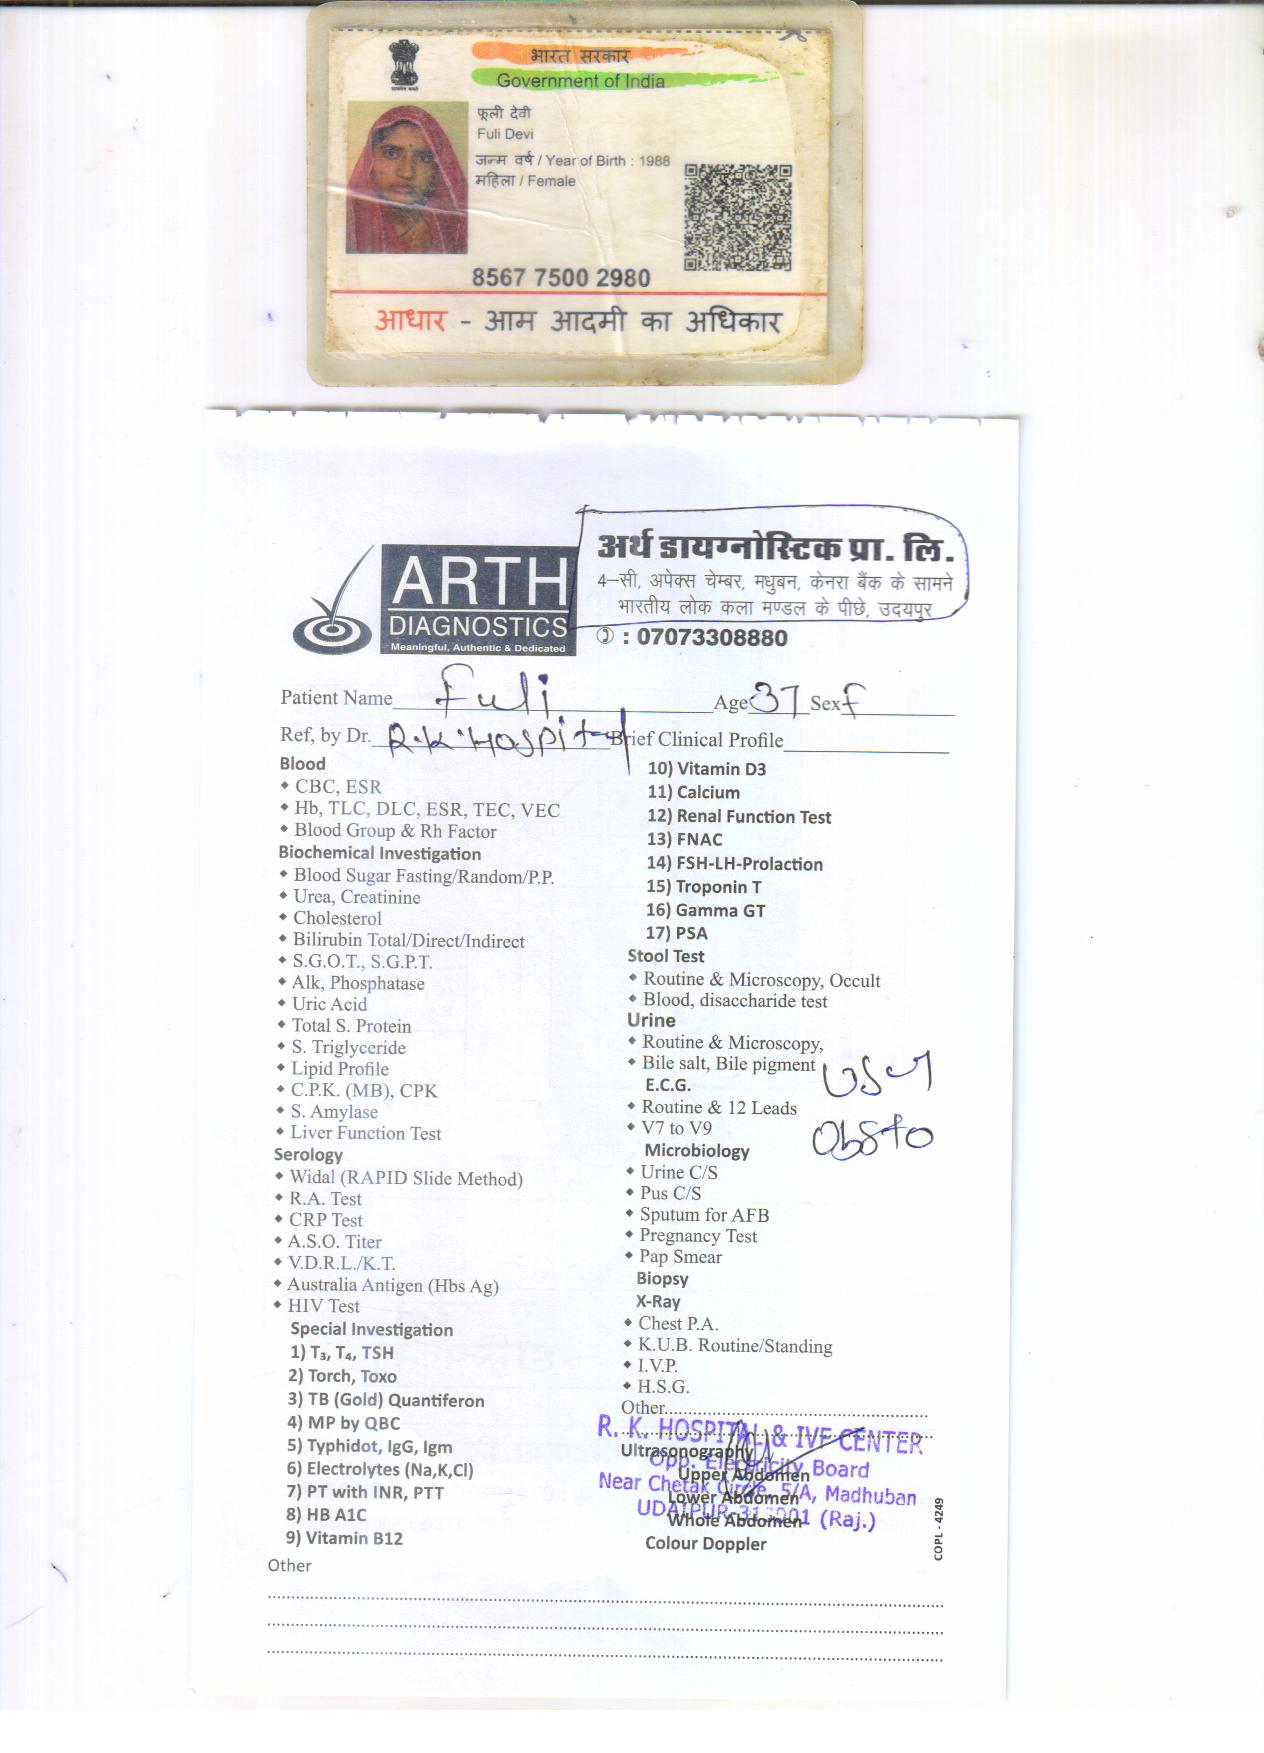 भारत सरकार
Government of India
फूली देवी
Fuli Devi
जन्म वर्ष / Year of Birth : 1988
महिला / Female
8567 7500 2980
आधार - आम आदमी का अधिकार
ARTH
DIAGNOSTICS
Meaningful, Authentic & Dedicated
अर्थ डायग्नोस्टिक प्रा. लि.
4-सी, अपेक्स चेम्बर, मधुबन, केनरा बैंक के सामने
भारतीय लोक कला मण्डल के पीछे, उदयपुर
: 07073308880
Patient Name Fuli Age 37 Sex F
Ref, by Dr. R.K. Hospital Brief Clinical Profile
Blood
CBC, ESR
Hb, TLC, DLC, ESR, TEC, VEC
Blood Group & Rh Factor
Biochemical Investigation
Blood Sugar Fasting/Random/P.P.
Urea, Creatinine
Cholesterol
Bilirubin Total/Direct/Indirect
S.G.O.T., S.G.P.T.
Alk, Phosphatase
Uric Acid
Total S. Protein
S. Triglyceride
Lipid Profile
C.P.K. (MB), CPK
S. Amylase
Liver Function Test
Serology
Widal (RAPID Slide Method)
R.A. Test
CRP Test
A.S.O. Titer
V.D.R.L./K.T.
Australia Antigen (Hbs Ag)
HIV Test
Special Investigation
1) T₃, T₄, TSH
2) Torch, Toxo
3) TB (Gold) Quantiferon
4) MP by QBC
5) Typhidot, IgG, Igm
6) Electrolytes (Na,K,Cl)
7) PT with INR, PTT
8) HB A1C
9) Vitamin B12
Other
10) Vitamin D3
11) Calcium
12) Renal Function Test
13) FNAC
14) FSH-LH-Prolaction
15) Troponin T
16) Gamma GT
17) PSA
Stool Test
Routine & Microscopy, Occult
Blood, disaccharide test
Urine
Routine & Microscopy,
Bile salt, Bile pigment
E.C.G.
Routine & 12 Leads
V7 to V9
Microbiology
Urine C/S
Pus C/S
Sputum for AFB
Pregnancy Test
Pap Smear
Biopsy
X-Ray
Chest P.A.
K.U.B. Routine/Standing
I.V.P.
H.S.G.
Other
Ultrasonography
Upper Abdomen
Lower Abdomen
Whole Abdomen
Colour Doppler
R. K. HOSPITAL & IVF CENTER
Opp. Electricity Board
Near Chetak Circle, 5/A, Madhuban
UDAIPUR-313001 (Raj.)
COPL - 4249